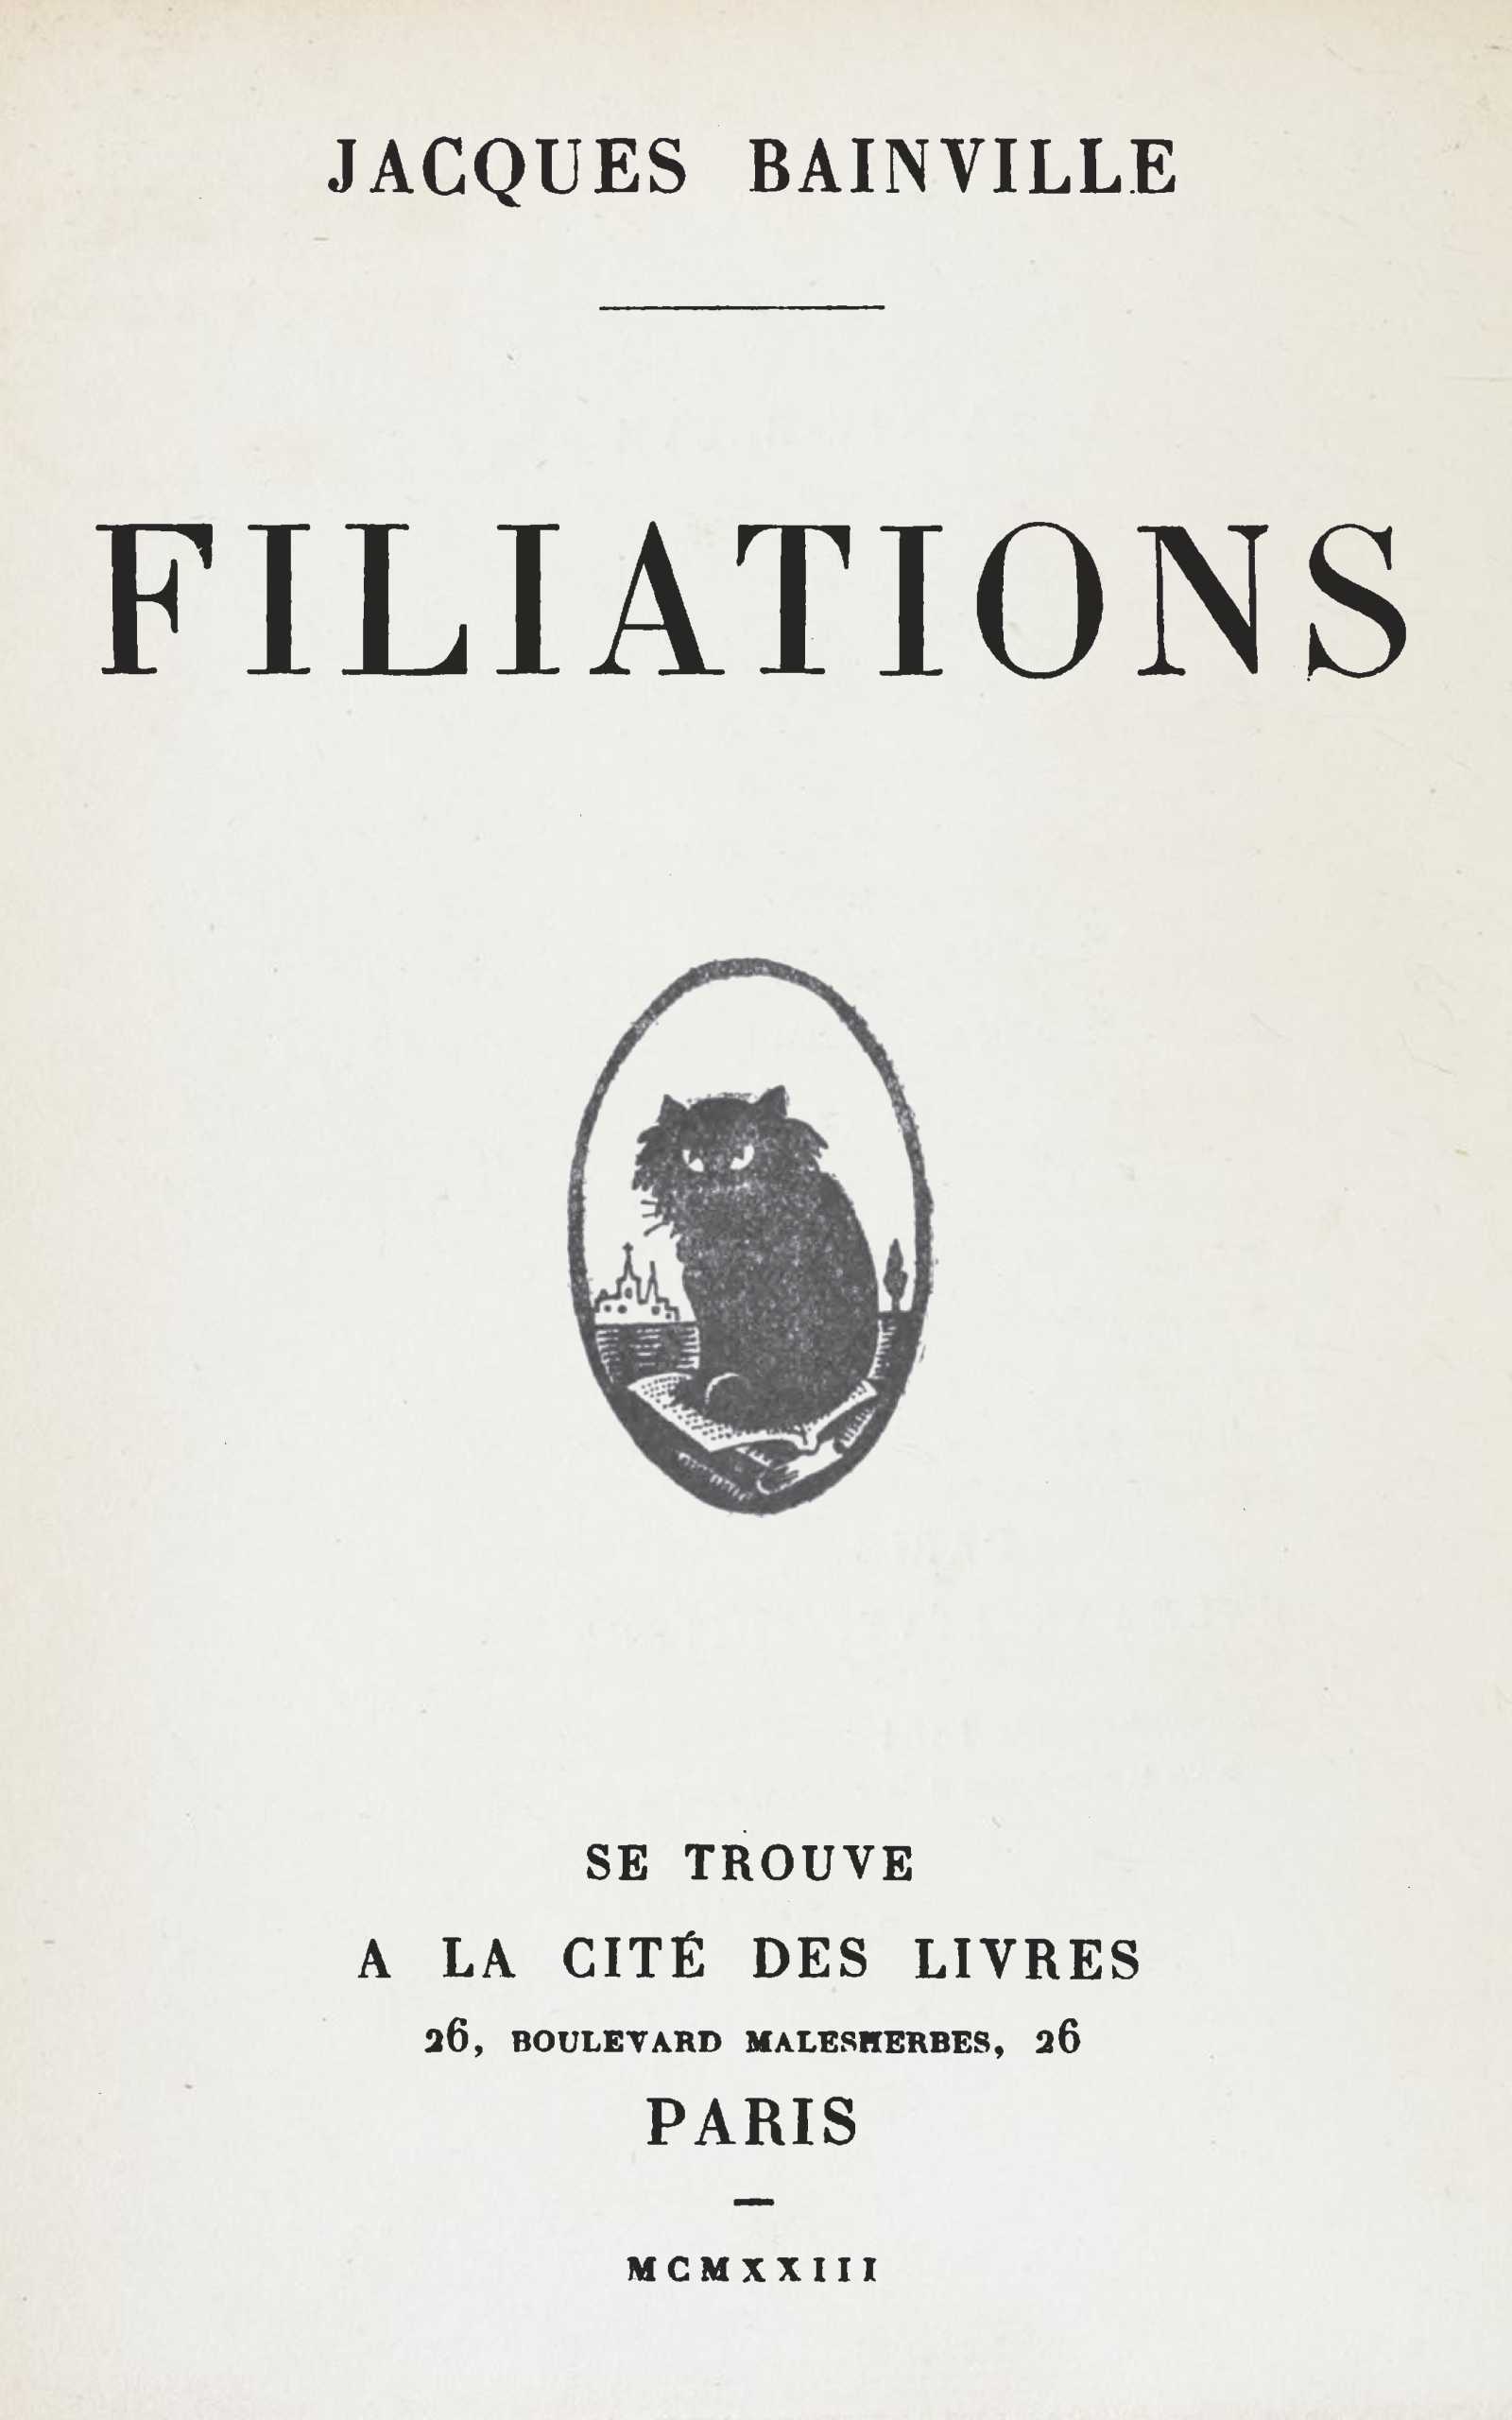 JACQUES BAINVILLE
FILIATIONS
SE TROUVE
A LA CITÉ DES LIVRES
26, BOULEVARD MALESHERBES, 26
PARIS
MCMXXIII